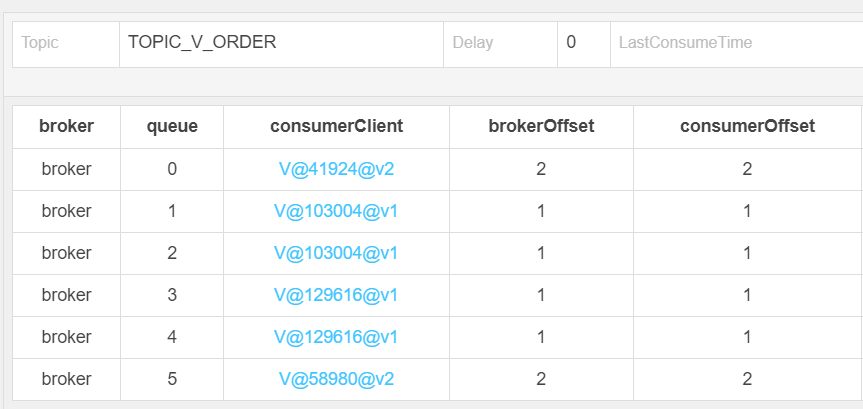 Topic TOPIC_V_ORDER Delay 0 LastConsumeTime
broker queue consumerClient brokerOffset consumerOffset
broker 0 V@41924@v2 2 2
broker 1 V@103004@v1 1 1
broker 2 V@103004@v1 1 1
broker 3 V@129616@v1 1 1
broker 4 V@129616@v1 1 1
broker 5 V@58980@v2 2 2